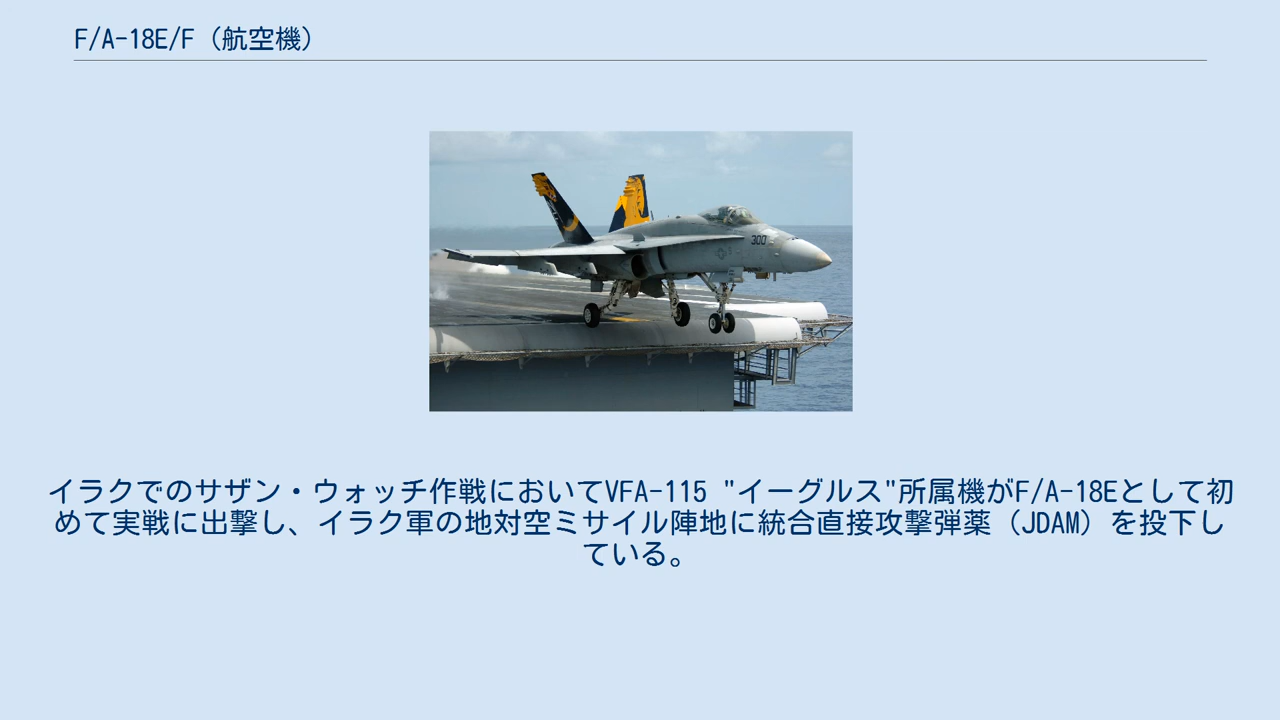 F/A-18E/F（航空機）
300
イラクでのサザン・ウォッチ作戦においてVFA-115 "イーグルス"所属機がF/A-18Eとして初
めて実戦に出撃し、イラク軍の地対空ミサイル陣地に統合直接攻撃弾薬（JDAM）を投下し
ている。